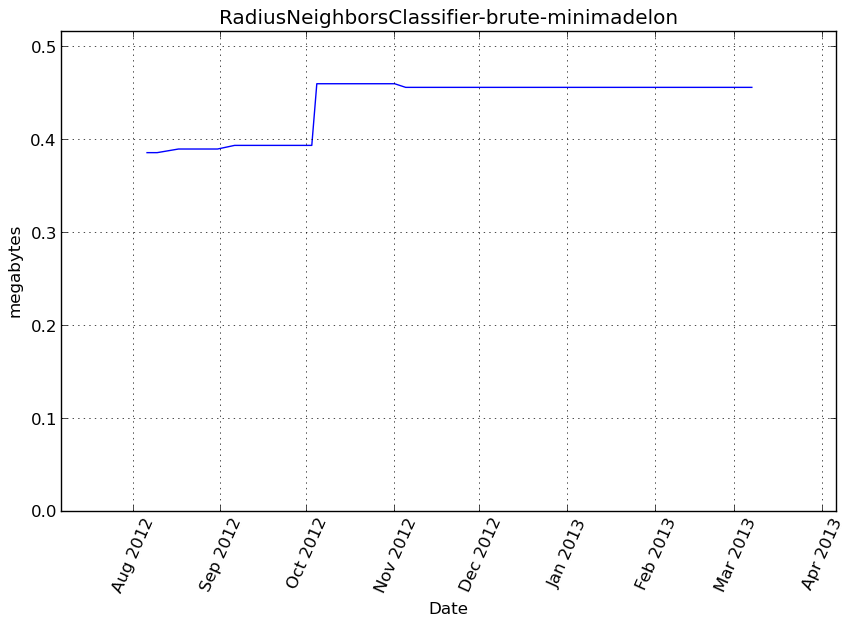 RadiusNeighborsClassifier-brute-minimadelon
0.5
0.4
0.3
0.2
0.1
0.0
megabytes
Aug 2012
Sep 2012
Oct 2012
Nov 2012
Dec 2012
Jan 2013
Feb 2013
Mar 2013
Apr 2013
Date